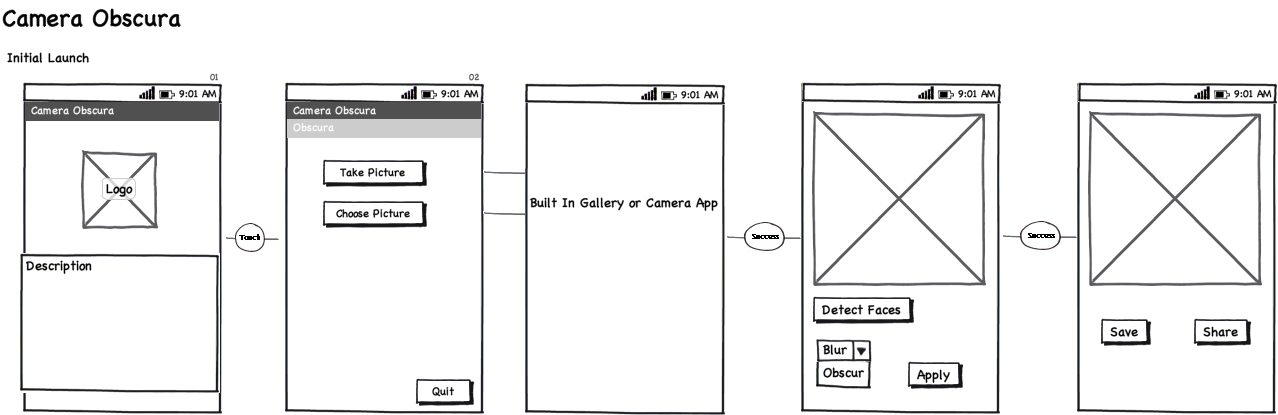 Camera Obscura
Initial Launch
01
9:01 AM
Camera Obscura
Logo
Description
Touch
02
9:01 AM
Camera Obscura
Obscura
Take Picture
Choose Picture
Quit
9:01 AM
Built In Gallery or Camera App
Success
9:01 AM
Detect Faces
Blur
Obscur
Apply
Success
9:01 AM
Save
Share